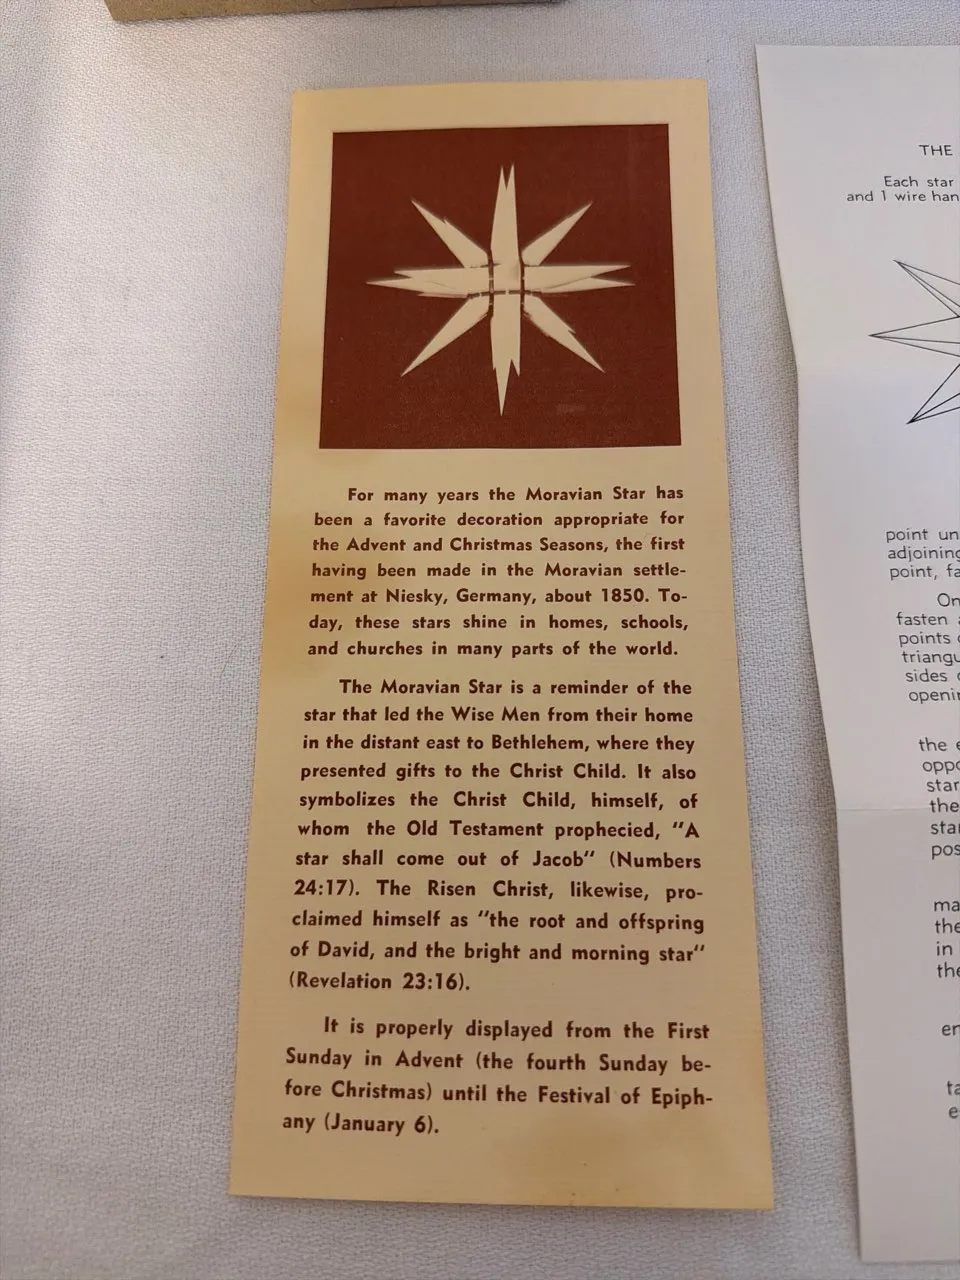 For many years the Moravian Star has
been a favorite decoration appropriate for
the Advent and Christmas Seasons, the first
having been made in the Moravian settle-
ment at Niesky, Germany, about 1850. To-
day, these stars shine in homes, schools,
and churches in many parts of the world.
The Moravian Star is a reminder of the
star that led the Wise Men from their home
in the distant east to Bethlehem, where they
presented gifts to the Christ Child. It also
symbolizes the Christ Child, himself, of
whom the Old Testament prophecied, "A
star shall come out of Jacob" (Numbers
24:17). The Risen Christ, likewise, pro-
claimed himself as "the root and offspring
of David, and the bright and morning star"
(Revelation 23:16).
It is properly displayed from the First
Sunday in Advent (the fourth Sunday be-
fore Christmas) until the Festival of Epiph-
any (January 6).
THE
Each star
and 1 wire han
point un
adjoining
point, fa
On
fasten
points
triangu
sides
openin
the
oppo
star
the
star
pos
ma
the
in
the
en
ta
e